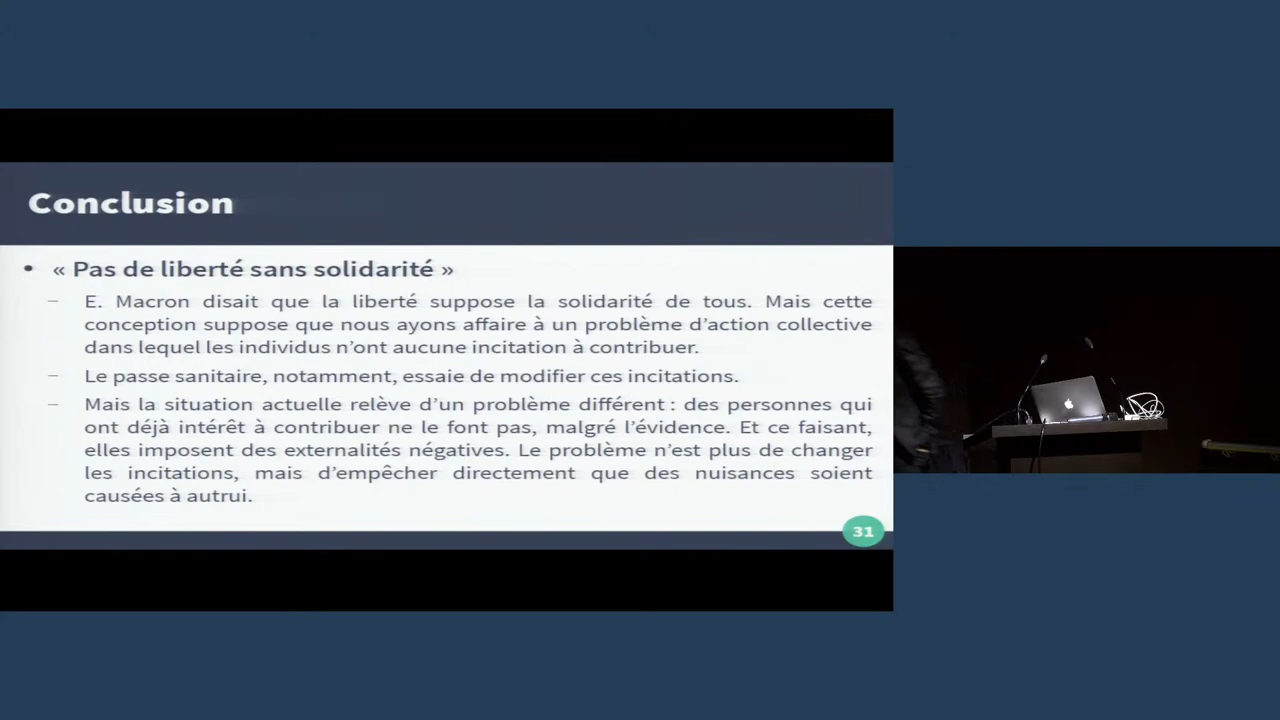 Conclusion
• « Pas de liberté sans solidarité »
– E. Macron disait que la liberté suppose la solidarité de tous. Mais cette
conception suppose que nous ayons affaire à un problème d’action collective
dans lequel les individus n’ont aucune incitation à contribuer.
– Le passe sanitaire, notamment, essaie de modifier ces incitations.
– Mais la situation actuelle relève d’un problème différent : des personnes qui
ont déjà intérêt à contribuer ne le font pas, malgré l’évidence. Et ce faisant,
elles imposent des externalités négatives. Le problème n’est plus de changer
les incitations, mais d’empêcher directement que des nuisances soient
causées à autrui.
31